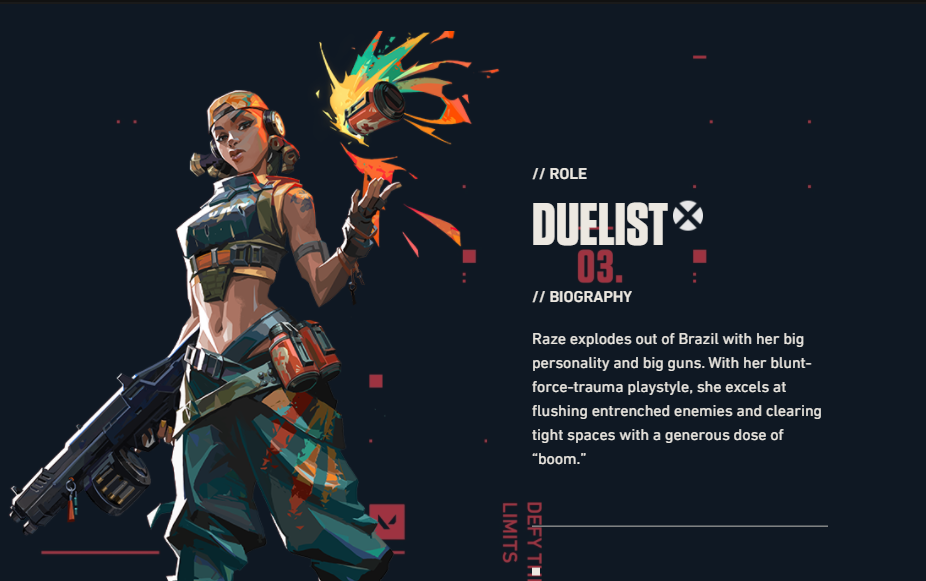 // ROLE
DUELIST
03.
// BIOGRAPHY
Raze explodes out of Brazil with her big
personality and big guns. With her blunt-
force-trauma playstyle, she excels at
flushing entrenched enemies and clearing
tight spaces with a generous dose of
“boom.”
DEFY
LIMITS